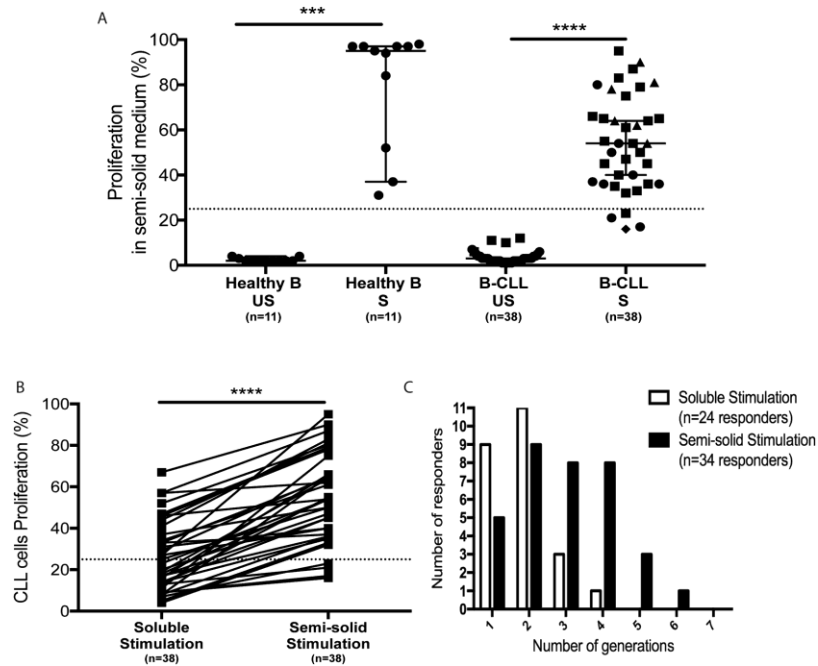 A
***
****
Proliferation
in semi-solid medium (%)
100
80
60
40
20
0
Healthy B
US
(n=11)
Healthy B
S
(n=11)
B-CLL
US
(n=38)
B-CLL
S
(n=38)
B
****
CLL cells Proliferation (%)
100
80
60
40
20
0
Soluble
Stimulation
(n=38)
Semi-solid
Stimulation
(n=38)
C
Soluble Stimulation
(n=24 responders)
Semi-solid Stimulation
(n=34 responders)
Number of responders
11
10
9
8
7
6
5
4
3
2
1
1
2
3
4
5
6
7
Number of generations